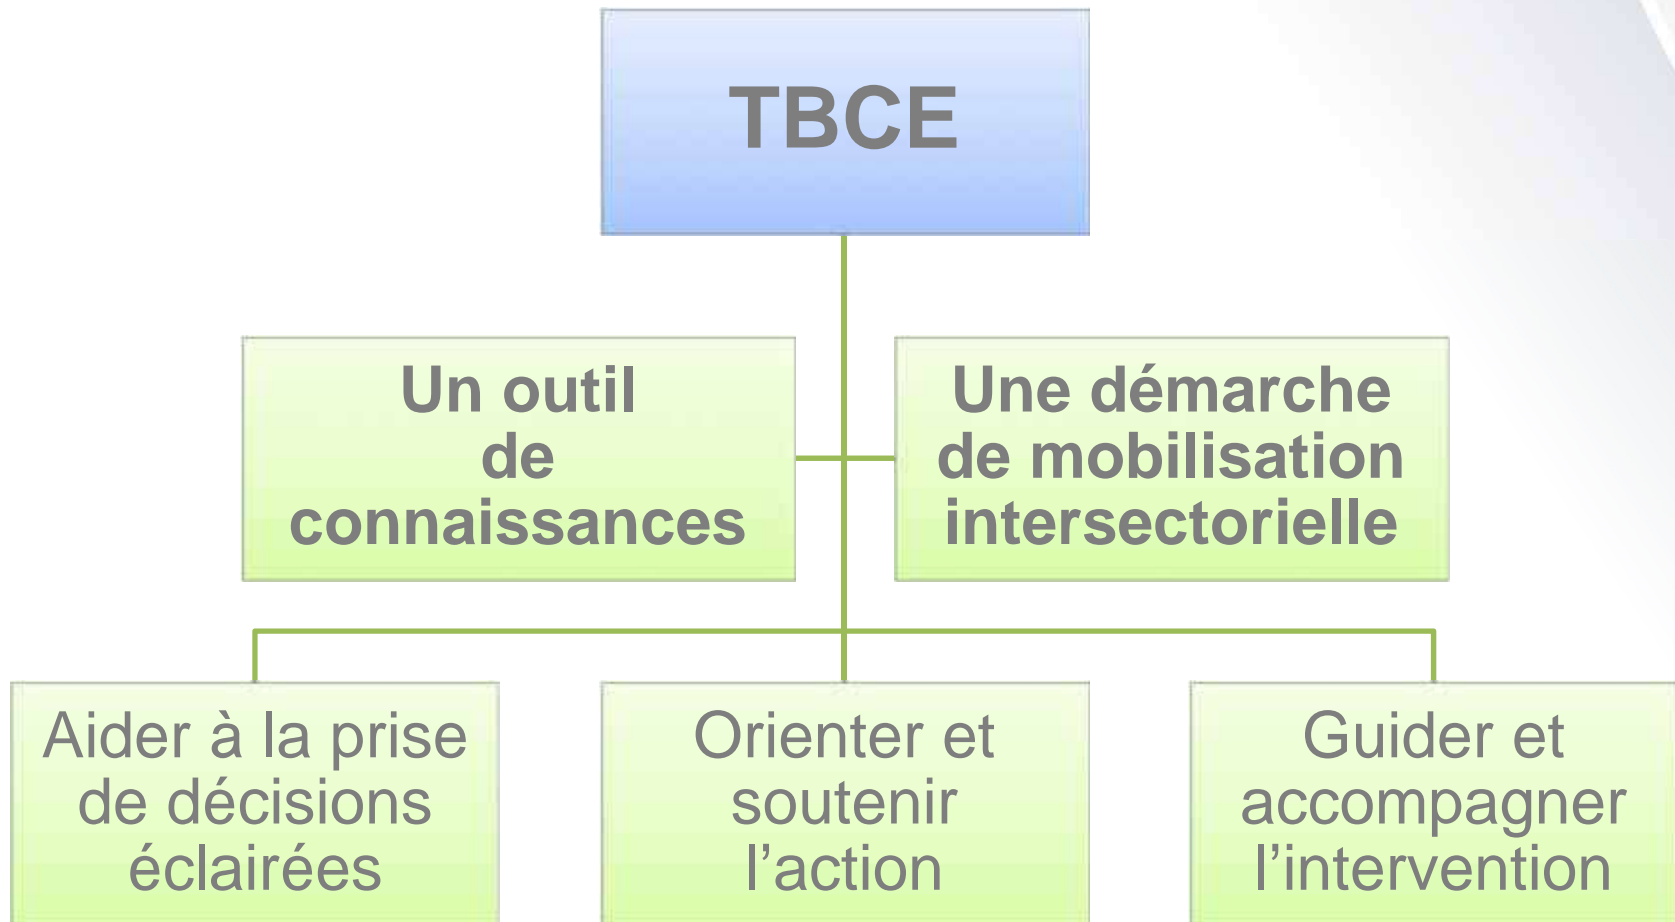 TBCE
Un outil
de
connaissances
Une démarche
de mobilisation
intersectorielle
Aider à la prise
de décisions
éclairées
Orienter et
soutenir
l’action
Guider et
accompagner
l’intervention